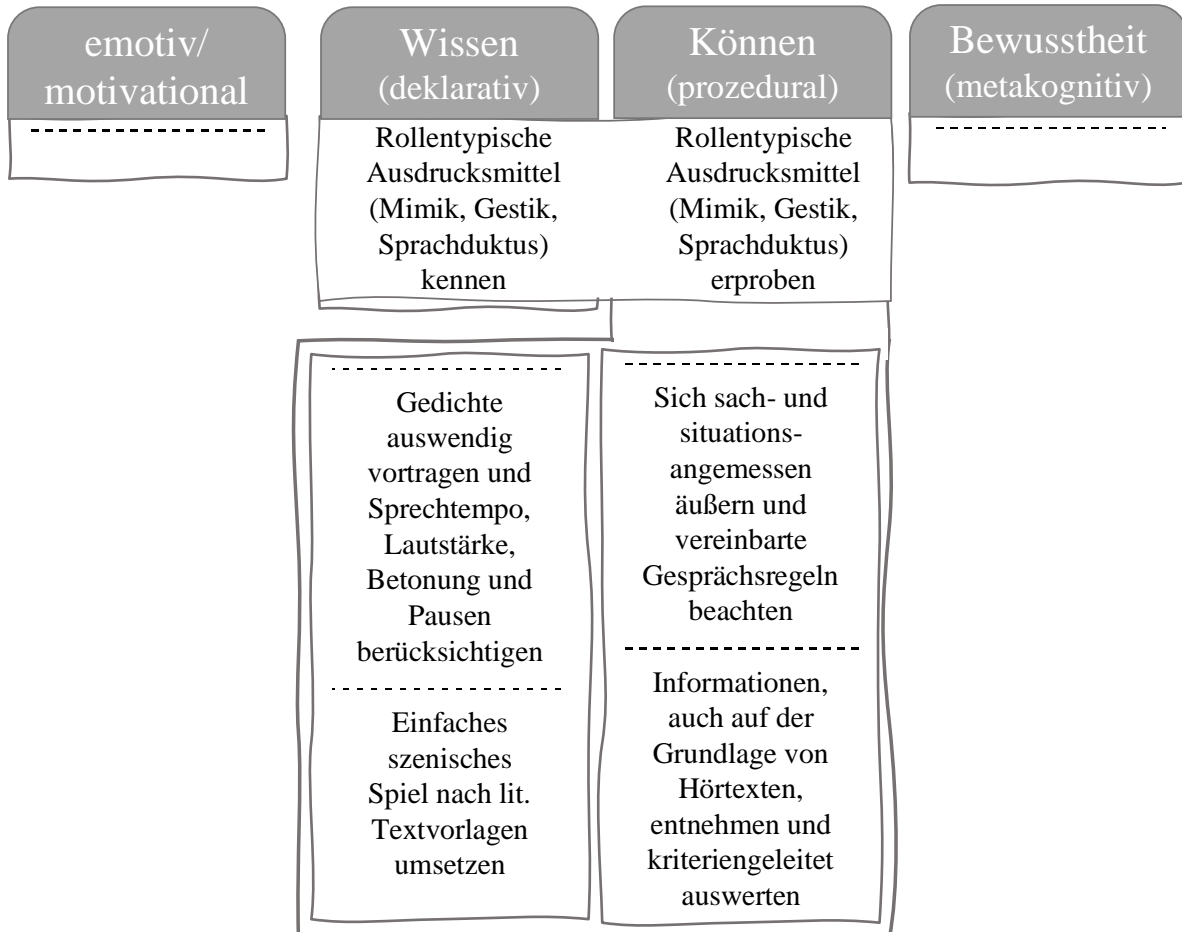 emotiv/
motivational
Wissen
(deklarativ)
Können
(prozedural)
Bewusstheit
(metakognitiv)
Rollentypische
Ausdrucksmittel
(Mimik, Gestik,
Sprachduktus)
kennen
Rollentypische
Ausdrucksmittel
(Mimik, Gestik,
Sprachduktus)
erproben
Gedichte
auswendig
vortragen und
Sprechtempo,
Lautstärke,
Betonung und
Pausen
berücksichtigen
Einfaches
szenisches
Spiel nach lit.
Textvorlagen
umsetzen
Sich sach- und
situations-
angemessen
äußern und
vereinbarte
Gesprächsregeln
beachten
Informationen,
auch auf der
Grundlage von
Hörtexten,
entnehmen und
kriteriengeleitet
auswerten